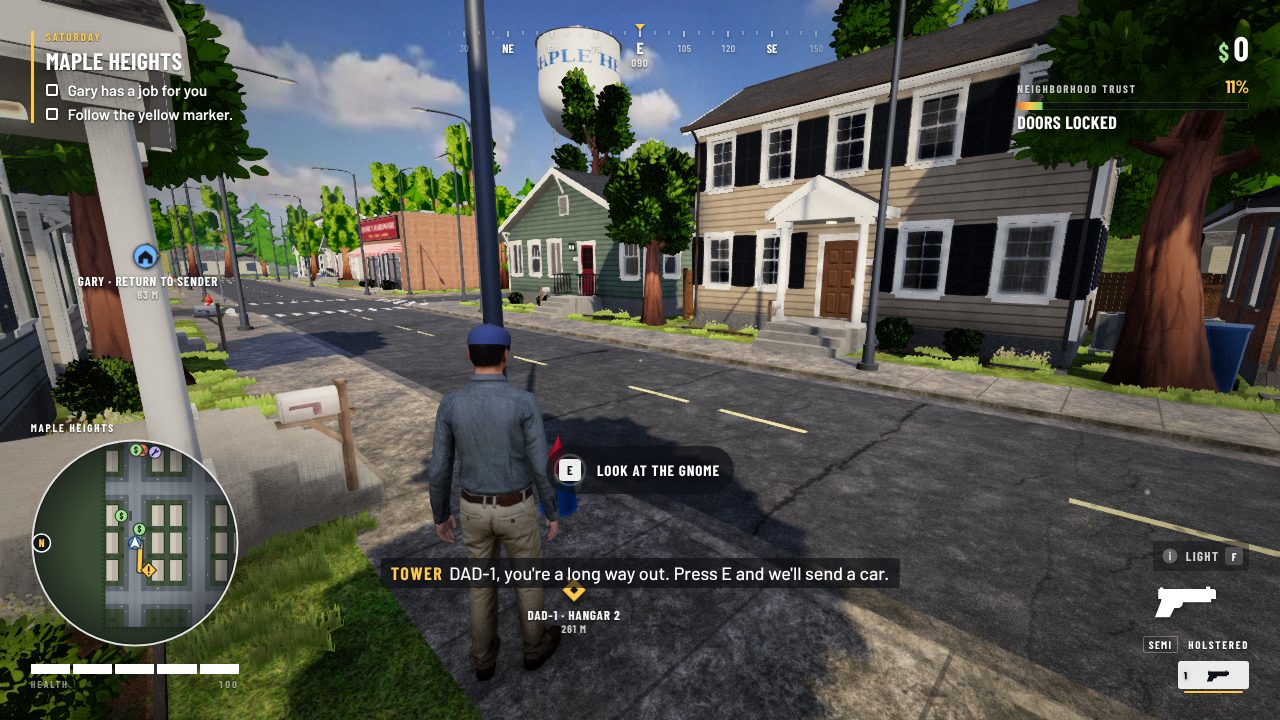 SATURDAY
MAPLE HEIGHTS
Gary has a job for you
Follow the yellow marker.
30 NE 60 75 E 105 120 SE 150
090
APLE HE
$0
NEIGHBORHOOD TRUST 11%
DOORS LOCKED
GARY · RETURN TO SENDER
63 M
MAPLE HEIGHTS
N
E LOOK AT THE GNOME
TOWER DAD-1, you're a long way out. Press E and we'll send a car.
DAD-1 · HANGAR 2
261 M
LIGHT F
SEMI HOLSTERED
1
HEALTH 100